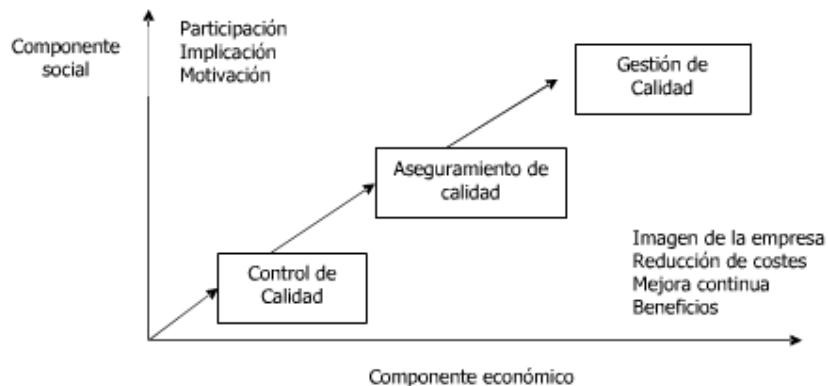 Componente
social
Participación
Implicación
Motivación
Gestión de
Calidad
Aseguramiento de
calidad
Control de
Calidad
Imagen de la empresa
Reducción de costes
Mejora continua
Beneficios
Componente económico